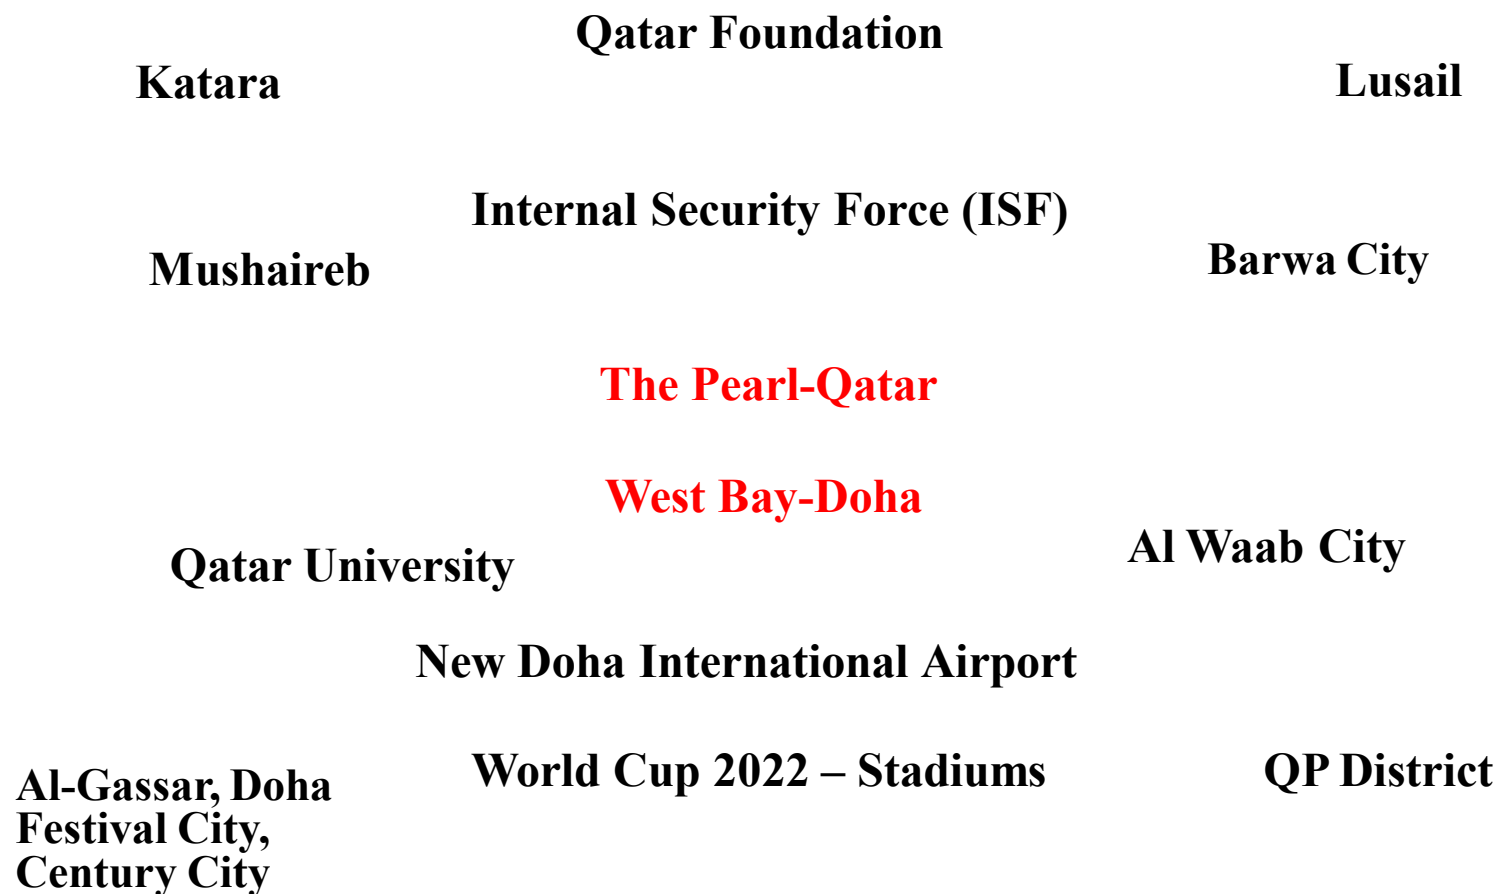 Qatar Foundation
Katara
Lusail
Internal Security Force (ISF)
Mushaireb
Barwa City
The Pearl-Qatar
West Bay-Doha
Al Waab City
Qatar University
New Doha International Airport
World Cup 2022 – Stadiums
QP District
Al-Gassar, Doha
Festival City,
Century City